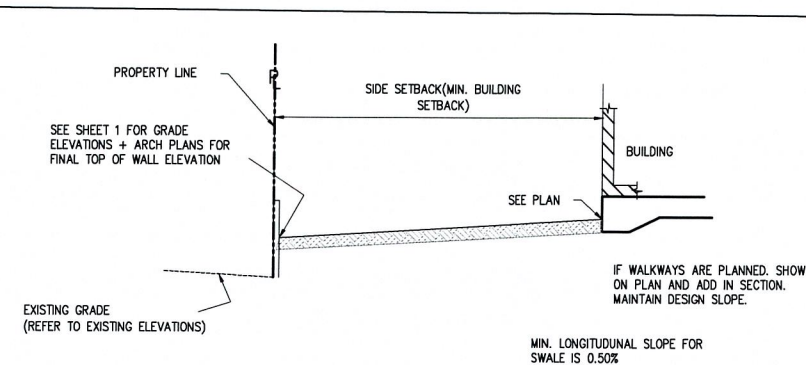 PROPERTY LINE
SIDE SETBACK(MIN. BUILDING
SETBACK)
SEE SHEET 1 FOR GRADE
ELEVATIONS + ARCH PLANS FOR
FINAL TOP OF WALL ELEVATION
BUILDING
SEE PLAN
IF WALKWAYS ARE PLANNED. SHOW
ON PLAN AND ADD IN SECTION.
MAINTAIN DESIGN SLOPE.
EXISTING GRADE
(REFER TO EXISTING ELEVATIONS)
MIN. LONGITUDUNAL SLOPE FOR
SWALE IS 0.50%